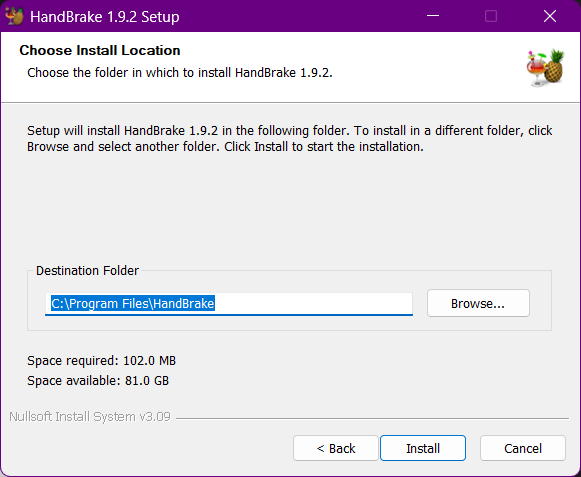 HandBrake 1.9.2 Setup
Choose Install Location
Choose the folder in which to install HandBrake 1.9.2.
Setup will install HandBrake 1.9.2 in the following folder. To install in a different folder, click
Browse and select another folder. Click Install to start the installation.
Destination Folder
C:\Program Files\HandBrake
Browse...
Space required: 102.0 MB
Space available: 81.0 GB
Nullsoft Install System v3.09
< Back
Install
Cancel